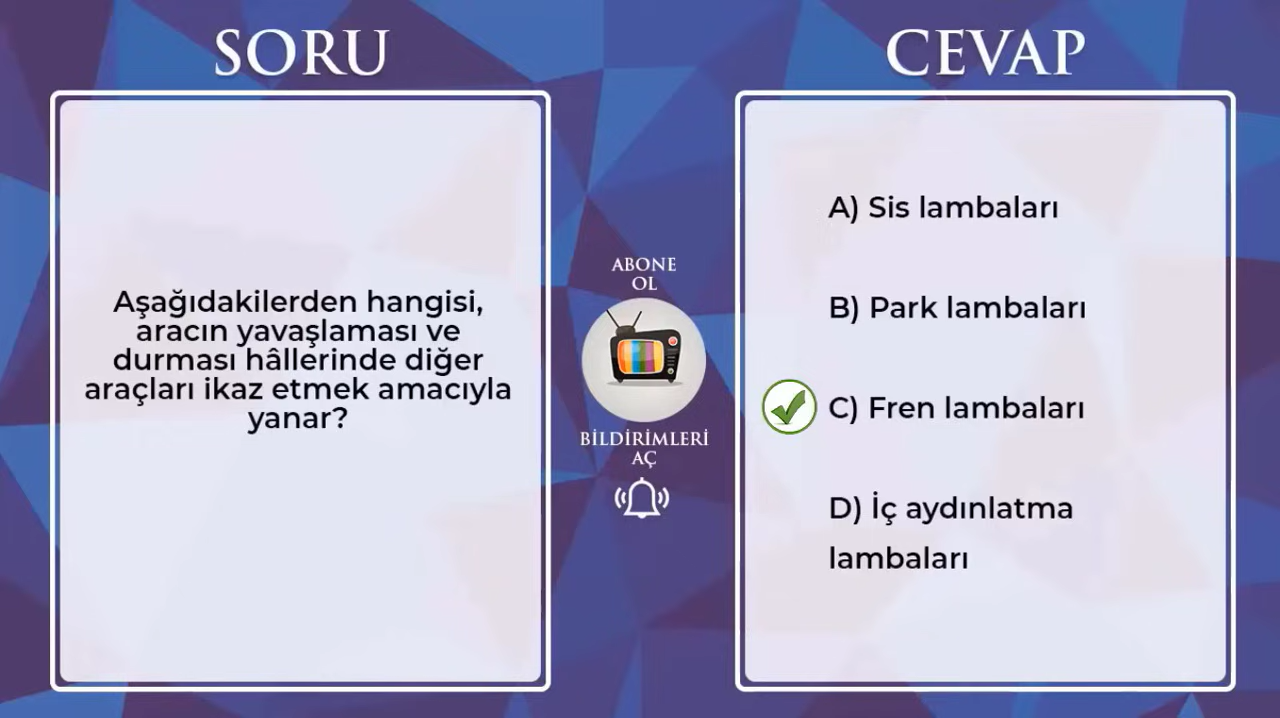 SORU
Aşağıdakilerden hangisi,
aracın yavaşlaması ve
durması hâllerinde diğer
araçları ikaz etmek amacıyla
yanar?
ABONE
OL
BİLDİRİMLERİ
AÇ
CEVAP
A) Sis lambaları
B) Park lambaları
C) Fren lambaları
D) İç aydınlatma
lambaları